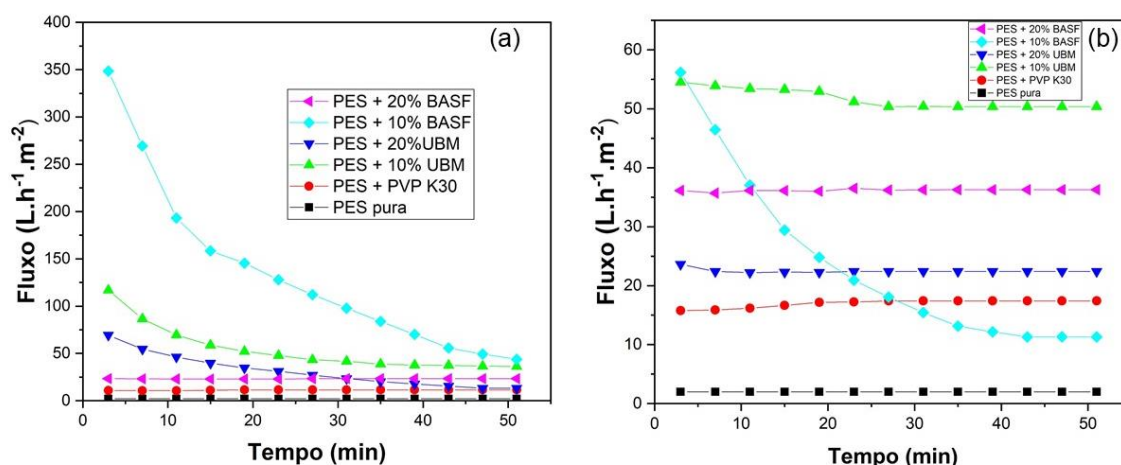 (a)
400
350
300
250
200
150
100
50
0
Fluxo (L.h⁻¹.m⁻²)
PES + 20% BASF
PES + 10% BASF
PES + 20%UBM
PES + 10% UBM
PES + PVP K30
PES pura
0 10 20 30 40 50
Tempo (min)
(b)
60
50
40
30
20
10
0
Fluxo (L.h⁻¹.m⁻²)
PES + 20% BASF
PES + 10% BASF
PES + 20% UBM
PES + 10% UBM
PES + PVP K30
PES pura
0 10 20 30 40 50
Tempo (min)